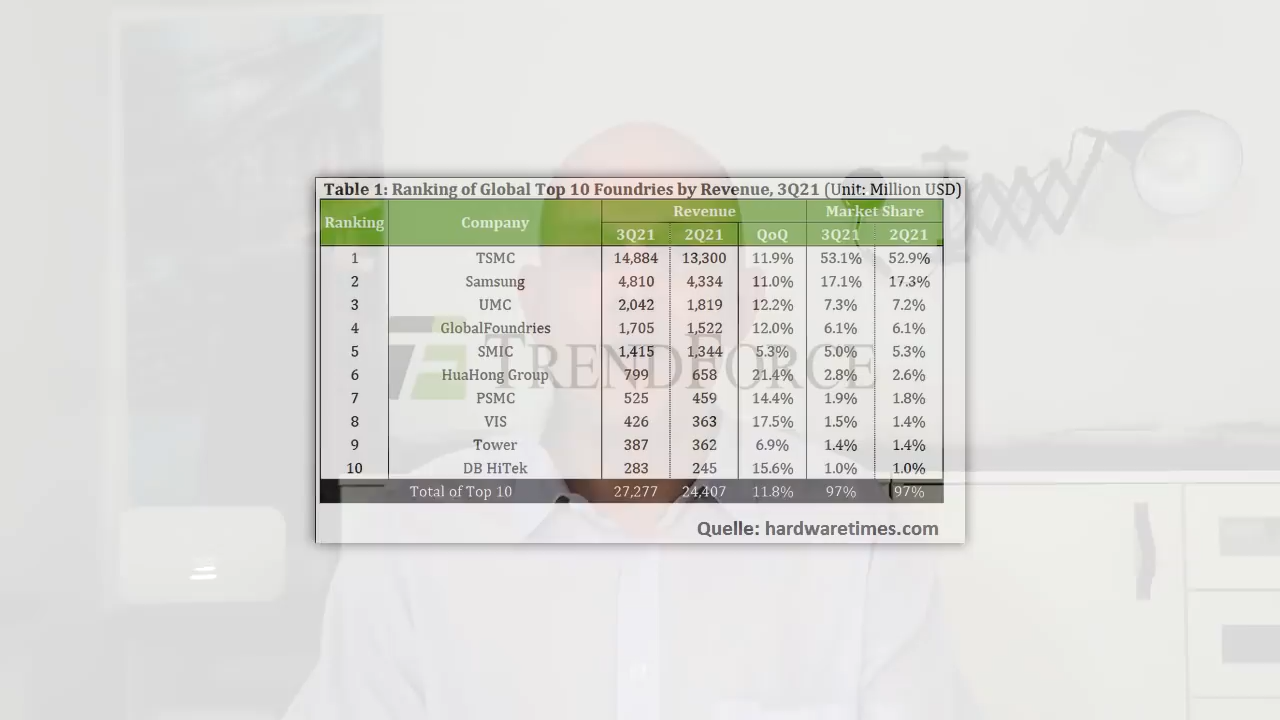 Table 1: Ranking of Global Top 10 Foundries by Revenue, 3Q21 (Unit: Million USD)
Ranking Company Revenue Market Share
3Q21 2Q21 QoQ 3Q21 2Q21
1 TSMC 14,884 13,300 11.9% 53.1% 52.9%
2 Samsung 4,810 4,334 11.0% 17.1% 17.3%
3 UMC 2,042 1,819 12.2% 7.3% 7.2%
4 GlobalFoundries 1,705 1,522 12.0% 6.1% 6.1%
5 SMIC 1,415 1,344 5.3% 5.0% 5.3%
6 HuaHong Group 799 658 21.4% 2.8% 2.6%
7 PSMC 525 459 14.4% 1.9% 1.8%
8 VIS 426 363 17.5% 1.5% 1.4%
9 Tower 387 362 6.9% 1.4% 1.4%
10 DB HiTek 283 245 15.6% 1.0% 1.0%
Total of Top 10 27,277 24,407 11.8% 97% 97%
TRENDFORCE
Quelle: hardwaretimes.com